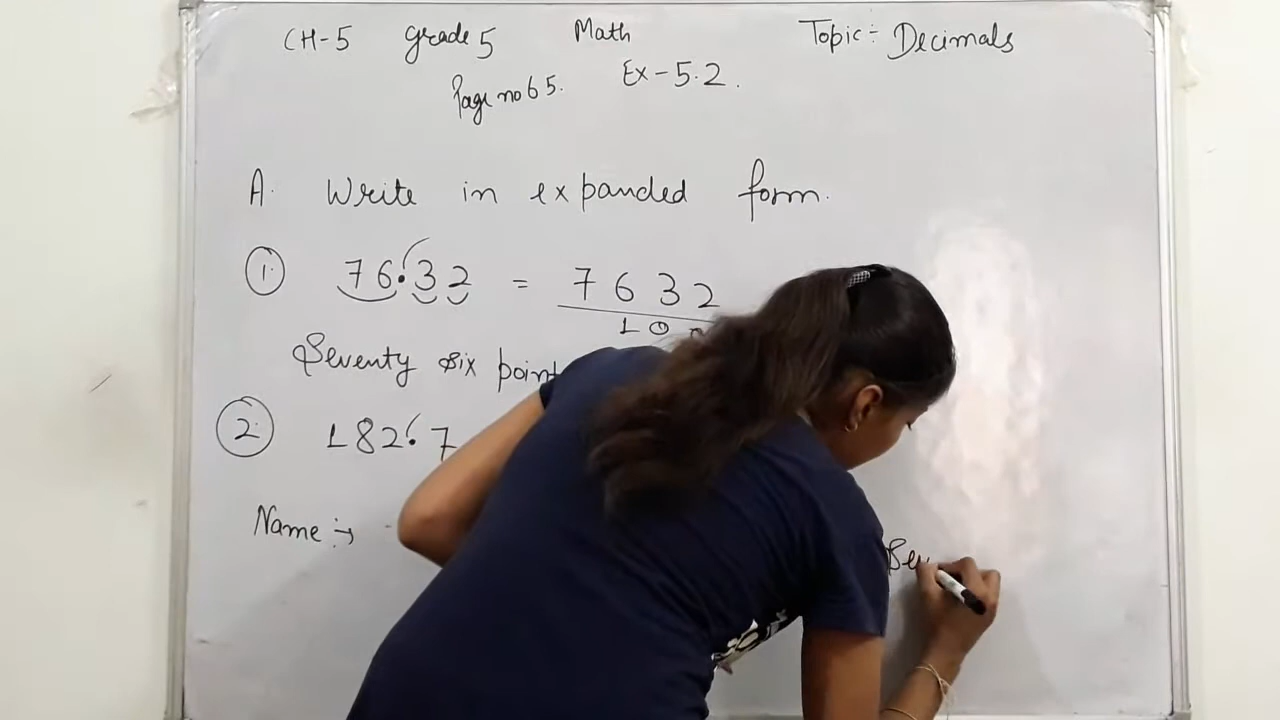 CH-5 grade 5 Math Topic:- Decimals
Page no 65. Ex-5.2.
A. Write in expanded form.
1. 76.32 = 7632
10
Seventy Six point
2. 182.7
Name :→